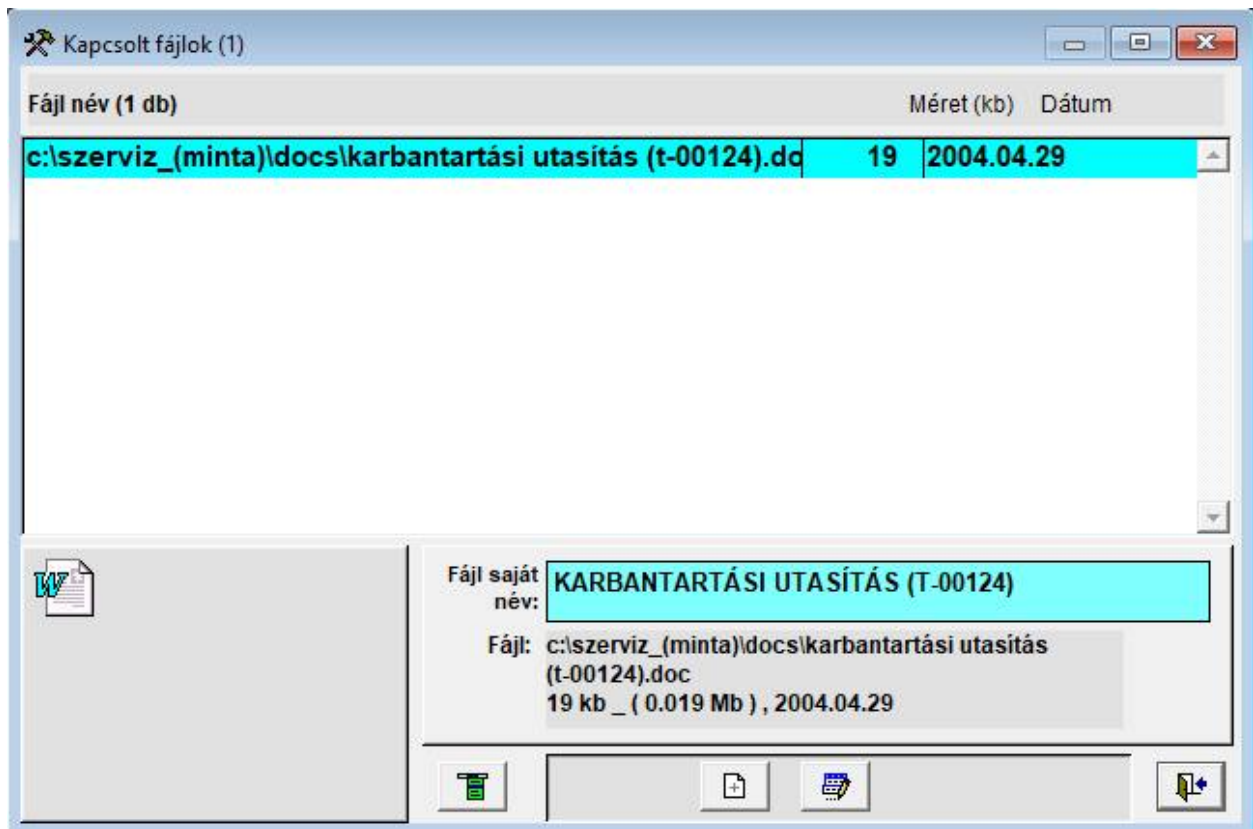 Kapcsolt fájlok (1)
Fájl név (1 db) Méret (kb) Dátum
c:\szerviz_(minta)\docs\karbantartási utasítás (t-00124).do 19 2004.04.29
W
Fájl saját név: KARBANTARTÁSI UTASÍTÁS (T-00124)
Fájl: c:\szerviz_(minta)\docs\karbantartási utasítás
(t-00124).doc
19 kb _ ( 0.019 Mb ) , 2004.04.29